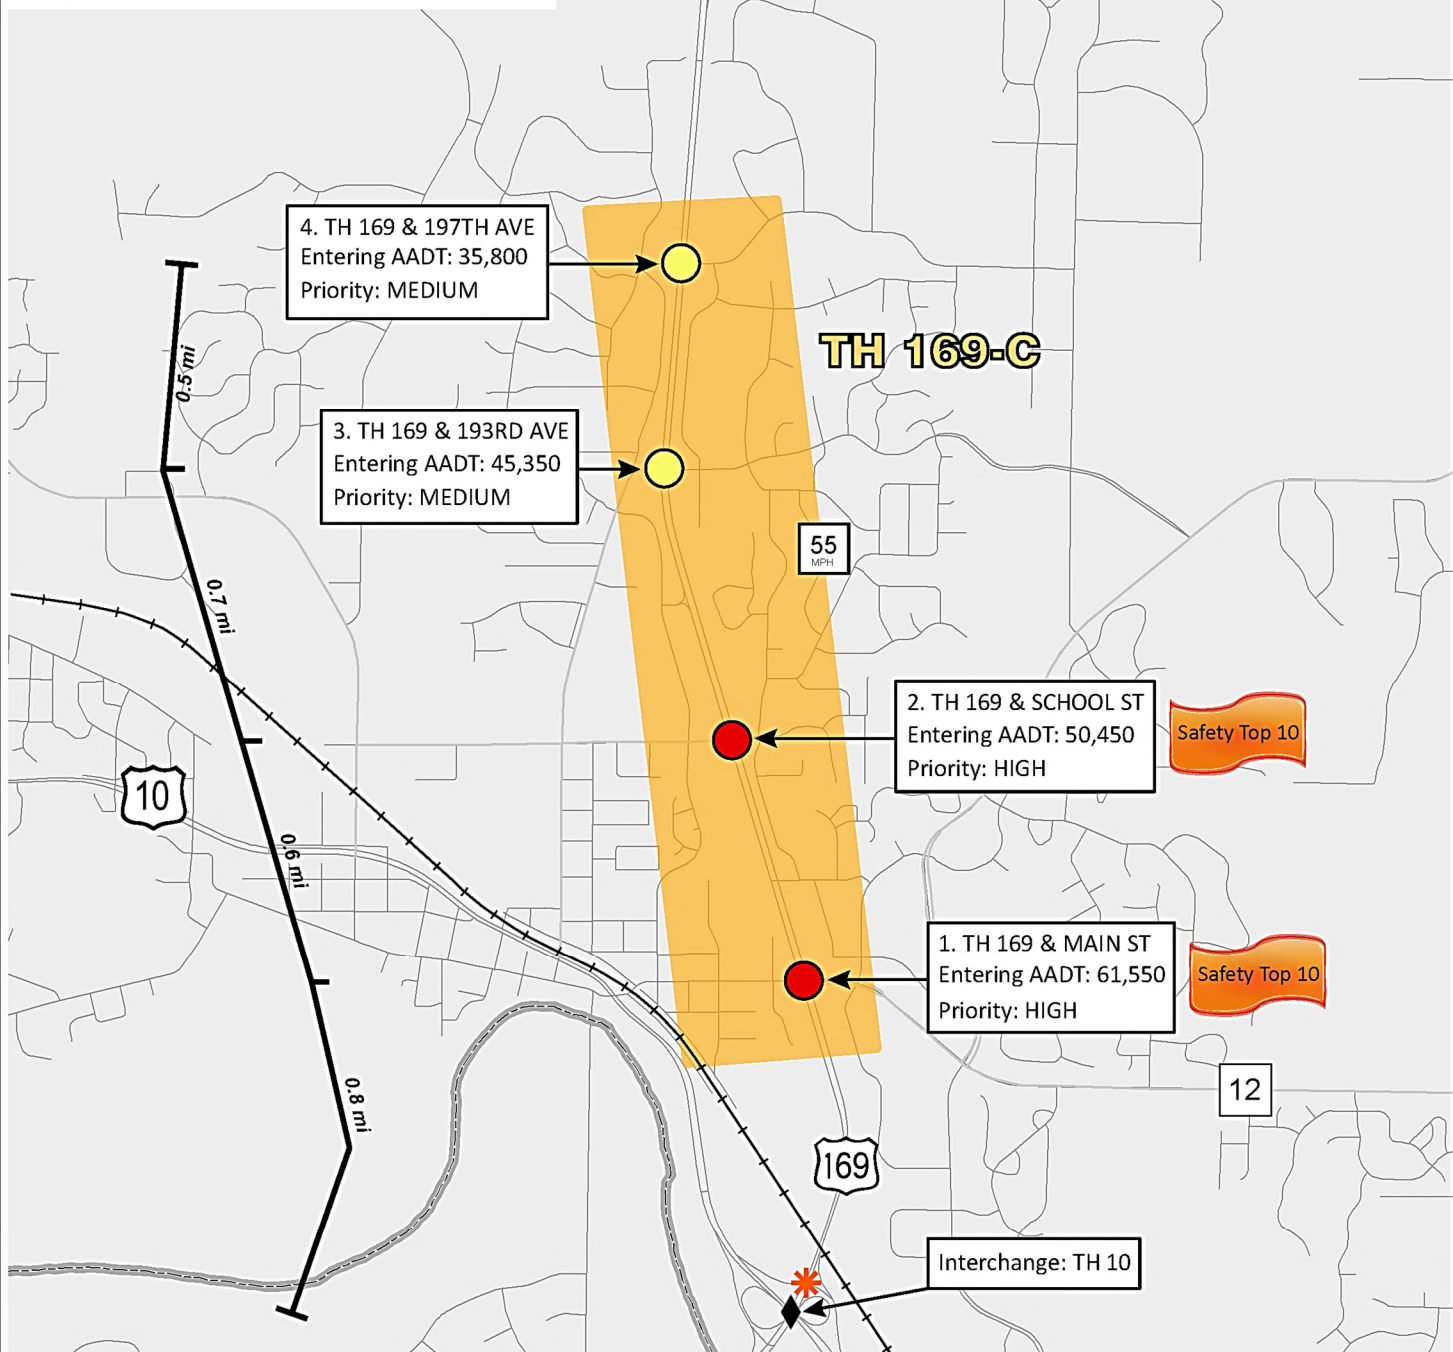 4. TH 169 & 197TH AVE
Entering AADT: 35,800
Priority: MEDIUM
TH 169-C
0.5 mi
3. TH 169 & 193RD AVE
Entering AADT: 45,350
Priority: MEDIUM
55
MPH
0.7 mi
2. TH 169 & SCHOOL ST
Entering AADT: 50,450
Priority: HIGH
Safety Top 10
10
0.6 mi
1. TH 169 & MAIN ST
Entering AADT: 61,550
Priority: HIGH
Safety Top 10
12
0.8 mi
169
Interchange: TH 10